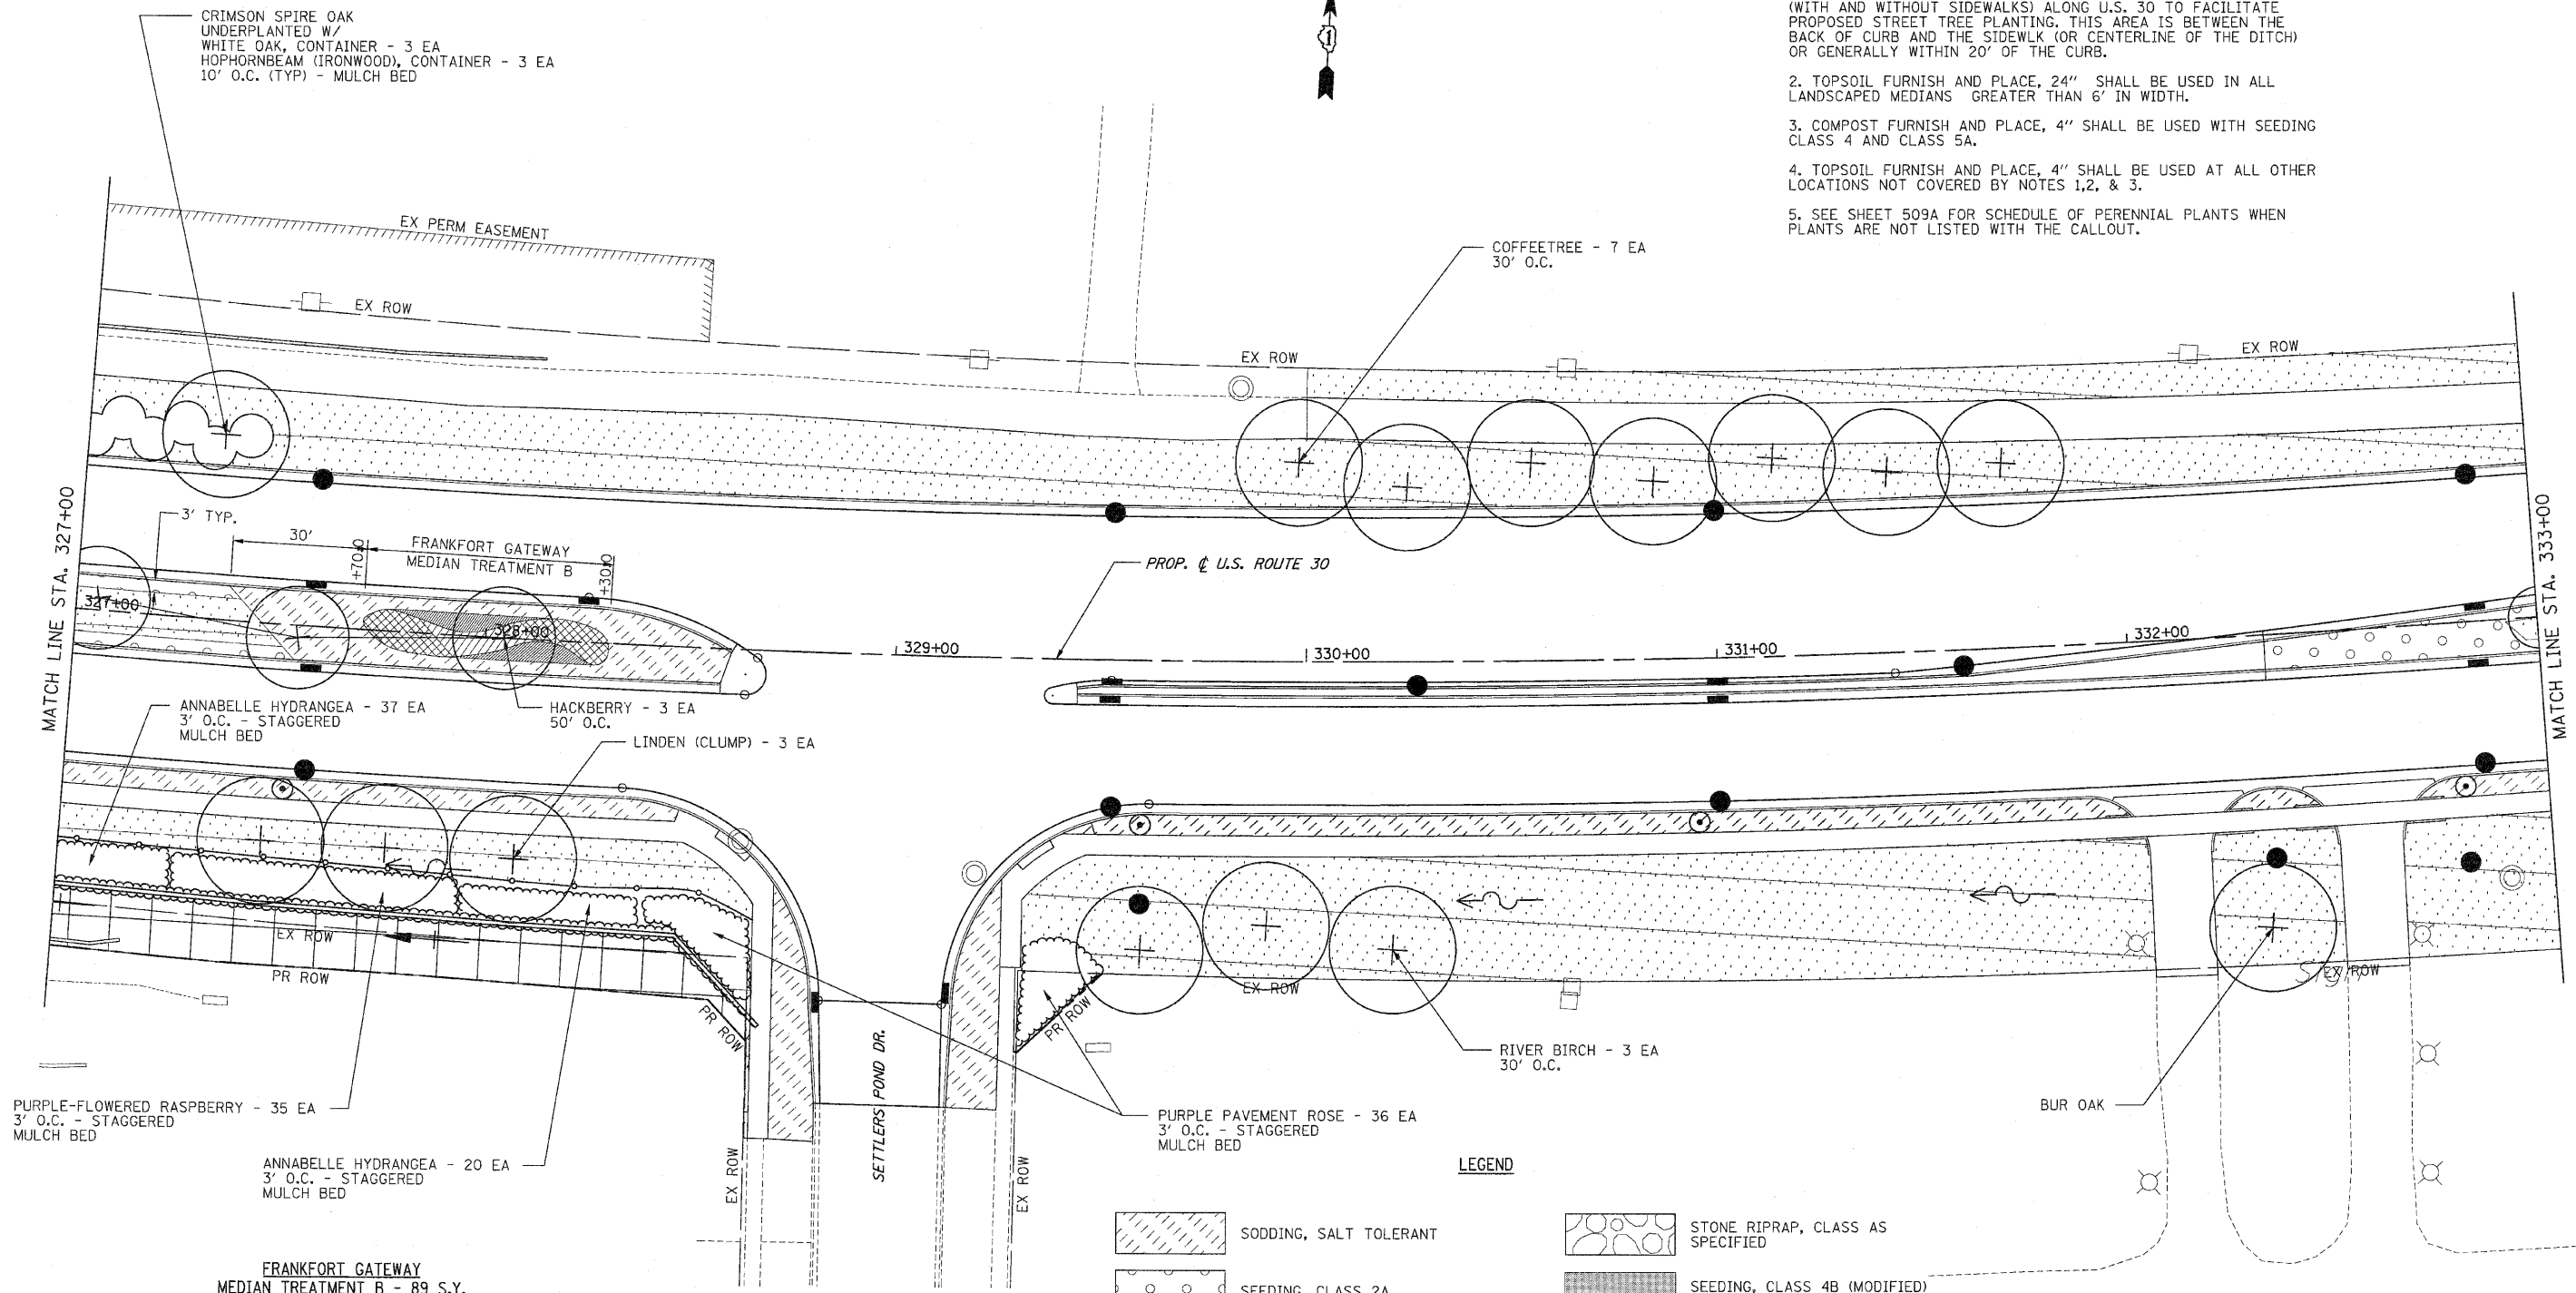 CRIMSON SPIRE OAK
UNDERPLANTED W/
WHITE OAK, CONTAINER - 3 EA
HOPHORNBEAM (IRONWOOD), CONTAINER - 3 EA
10' O.C. (TYP) - MULCH BED
(WITH AND WITHOUT SIDEWALKS) ALONG U.S. 30 TO FACILITATE
PROPOSED STREET TREE PLANTING. THIS AREA IS BETWEEN THE
BACK OF CURB AND THE SIDEWLK (OR CENTERLINE OF THE DITCH)
OR GENERALLY WITHIN 20' OF THE CURB.
2. TOPSOIL FURNISH AND PLACE, 24" SHALL BE USED IN ALL
LANDSCAPED MEDIANS GREATER THAN 6' IN WIDTH.
3. COMPOST FURNISH AND PLACE, 4" SHALL BE USED WITH SEEDING
CLASS 4 AND CLASS 5A.
4. TOPSOIL FURNISH AND PLACE, 4" SHALL BE USED AT ALL OTHER
LOCATIONS NOT COVERED BY NOTES 1,2, & 3.
5. SEE SHEET 509A FOR SCHEDULE OF PERENNIAL PLANTS WHEN
PLANTS ARE NOT LISTED WITH THE CALLOUT.
EX PERM EASEMENT
COFFEETREE - 7 EA
30' O.C.
EX ROW
EX ROW
EX ROW
MATCH LINE STA. 327+00
3' TYP.
30'
+70.0
FRANKFORT GATEWAY
MEDIAN TREATMENT B
+30.0
PROP. ℄ U.S. ROUTE 30
MATCH LINE STA. 333+00
327+00
328+00
329+00
330+00
331+00
332+00
ANNABELLE HYDRANGEA - 37 EA
3' O.C. - STAGGERED
MULCH BED
HACKBERRY - 3 EA
50' O.C.
LINDEN (CLUMP) - 3 EA
EX ROW
PR ROW
PR ROW
PR ROW
EX ROW
EX ROW
PURPLE-FLOWERED RASPBERRY - 35 EA
3' O.C. - STAGGERED
MULCH BED
ANNABELLE HYDRANGEA - 20 EA
3' O.C. - STAGGERED
MULCH BED
EX ROW
SETTLERS POND DR.
EX ROW
RIVER BIRCH - 3 EA
30' O.C.
PURPLE PAVEMENT ROSE - 36 EA
3' O.C. - STAGGERED
MULCH BED
BUR OAK
LEGEND
SODDING, SALT TOLERANT
STONE RIPRAP, CLASS AS
SPECIFIED
SEEDING, CLASS 2A
SEEDING, CLASS 4B (MODIFIED)
FRANKFORT GATEWAY
MEDIAN TREATMENT B - 89 S.Y.